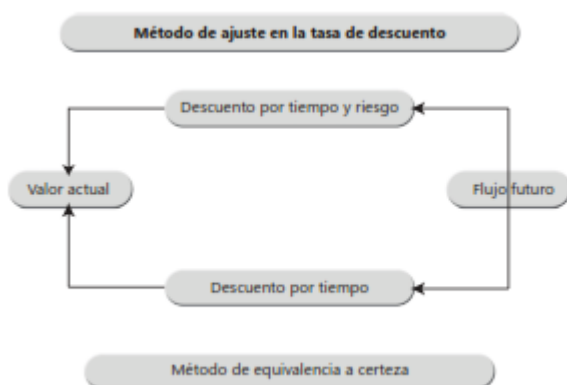 Método de ajuste en la tasa de descuento
Descuento por tiempo y riesgo
Valor actual
Flujo futuro
Descuento por tiempo
Método de equivalencia a certeza